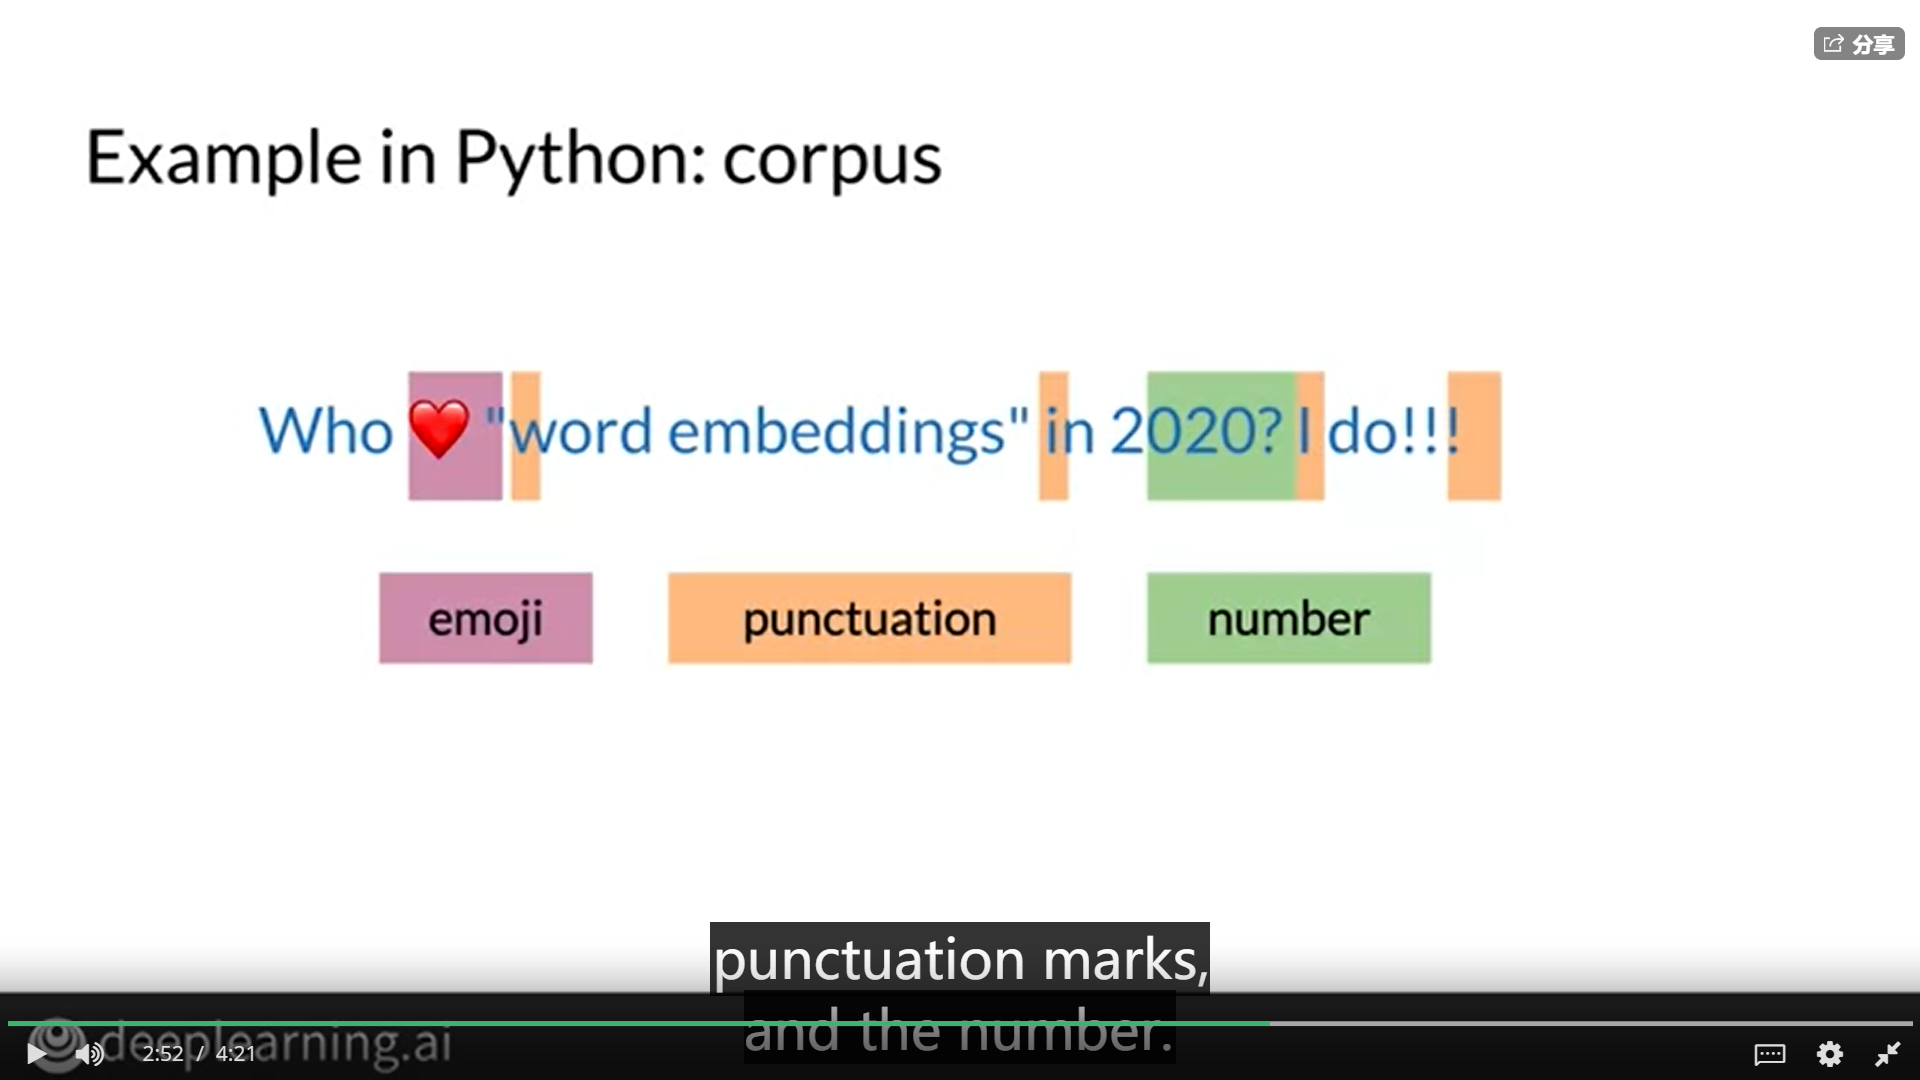 分享
Example in Python: corpus
Who ❤️ "word embeddings" in 2020? I do!!!
emoji punctuation number
punctuation marks,
and the number.
deeplearning.ai
2:52 / 4:21